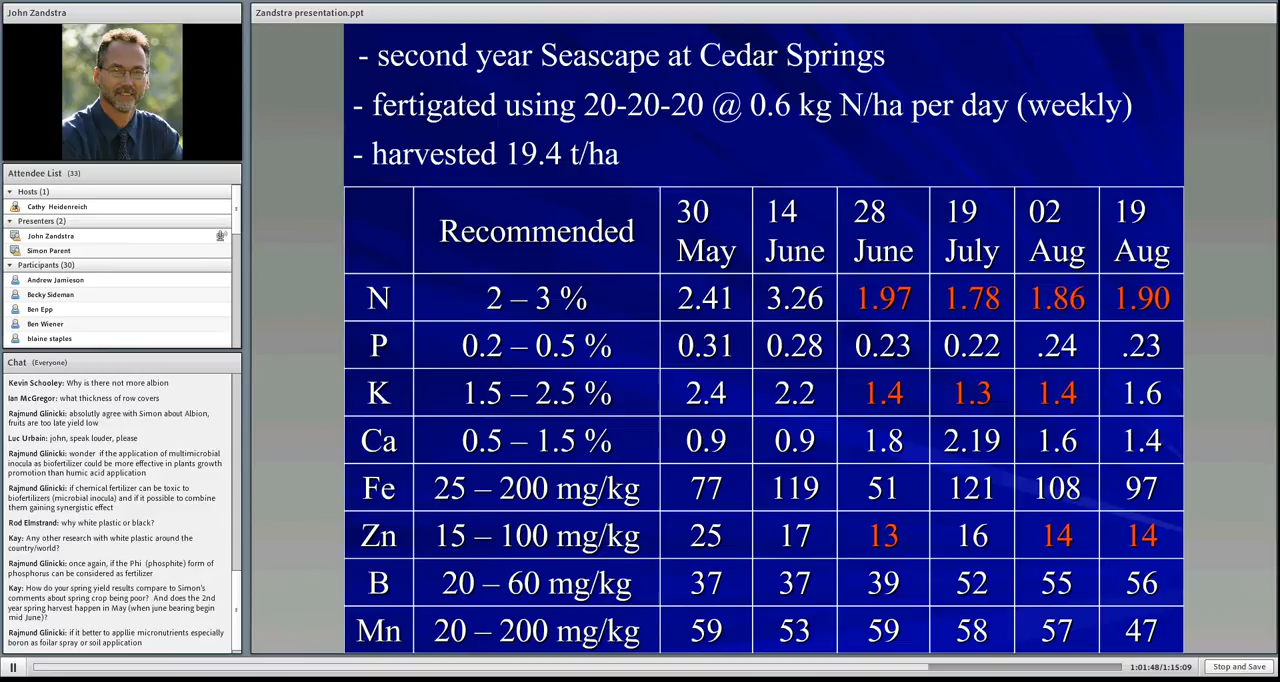 John Zandstra
Zandstra presentation.ppt
Attendee List (33)
Hosts (1)
Cathy Heidenreich
Presenters (2)
John Zandstra
Simon Parent
Participants (30)
Andrew Jamieson
Becky Sideman
Ben Epp
Ben Wiener
blaine staples
Chat (Everyone)
Kevin Schooley: Why is there not more albion
Ian McGregor: what thickness of row covers
Rajmund Glinicki: absolutly agree with Simon about Albion,
fruits are too late yield low
Luc Urbain: john, speak louder, please
Rajmund Glinicki: wonder if the application of multimicrobial
inocula as biofertilizer could be more effective in plants growth
promotion than humic acid application
Rajmund Glinicki: if chemical fertilizer can be toxic to
biofertilizers (microbial inocula) and if it possible to combine
them gaining synergistic effect
Rod Elmstrand: why white plastic or black?
Kay: Any other research with white plastic around the
country/world?
Rajmund Glinicki: once again, if the Phi (phosphite) form of
phosphorus can be considered as fertilizer
Kay: How do your spring yield results compare to Simon's
comments about spring crop being poor? And does the 2nd
year spring harvest happen in May (when june bearing begin
mid June)?
Rajmund Glinicki: if it better to appllie micronutrients especially
boron as foilar spray or soil application
- second year Seascape at Cedar Springs
- fertigated using 20-20-20 @ 0.6 kg N/ha per day (weekly)
- harvested 19.4 t/ha
Recommended 30 May 14 June 28 June 19 July 02 Aug 19 Aug
N 2 – 3 % 2.41 3.26 1.97 1.78 1.86 1.90
P 0.2 – 0.5 % 0.31 0.28 0.23 0.22 .24 .23
K 1.5 – 2.5 % 2.4 2.2 1.4 1.3 1.4 1.6
Ca 0.5 – 1.5 % 0.9 0.9 1.8 2.19 1.6 1.4
Fe 25 – 200 mg/kg 77 119 51 121 108 97
Zn 15 – 100 mg/kg 25 17 13 16 14 14
B 20 – 60 mg/kg 37 37 39 52 55 56
Mn 20 – 200 mg/kg 59 53 59 58 57 47
1:01:48/1:15:09
Stop and Save